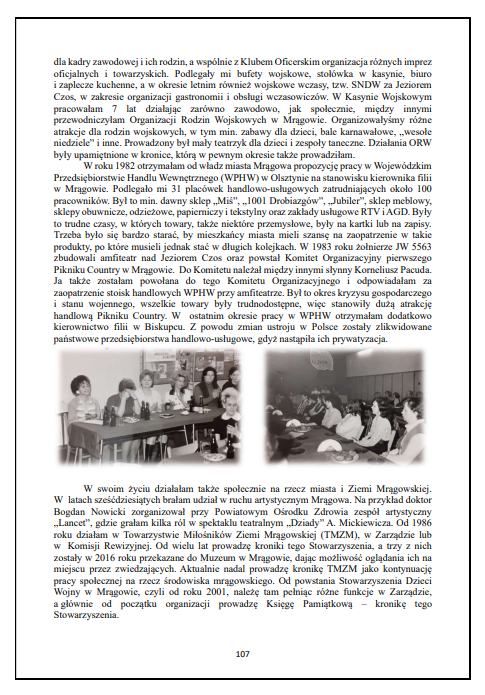 dla kadry zawodowej i ich rodzin, a wspólnie z Klubem Oficerskim organizacja różnych imprez
oficjalnych i towarzyskich. Podlegały mi bufety wojskowe, stołówka w kasynie, biuro
i zaplecze kuchenne, a w okresie letnim również wojskowe wczasy, tzw. SNDW za Jeziorem
Czos, w zakresie organizacji gastronomii i obsługi wczasowiczów. W Kasynie Wojskowym
pracowałam 7 lat działając zarówno zawodowo, jak społecznie, między innymi
przewodniczyłam Organizacji Rodzin Wojskowych w Mrągowie. Organizowałyśmy różne
atrakcje dla rodzin wojskowych, w tym min. zabawy dla dzieci, bale karnawałowe, „wesołe
niedziele” i inne. Prowadzony był mały teatrzyk dla dzieci i zespoły taneczne. Działania ORW
były upamiętnione w kronice, którą w pewnym okresie także prowadziłam.
W roku 1982 otrzymałam od władz miasta Mrągowa propozycję pracy w Wojewódzkim
Przedsiębiorstwie Handlu Wewnętrznego (WPHW) w Olsztynie na stanowisku kierownika filii
w Mrągowie. Podlegało mi 31 placówek handlowo-usługowych zatrudniających około 100
pracowników. Był to min. dawny sklep „Miś”, „1001 Drobiazgów”, „Jubiler”, sklep meblowy,
sklepy obuwnicze, odzieżowe, papierniczy i tekstylny oraz zakłady usługowe RTV i AGD. Były
to trudne czasy, w których towary, także niektóre przemysłowe, były na kartki lub na zapisy.
Trzeba było się bardzo starać, by mieszkańcy miasta mieli szansę na zaopatrzenie w takie
produkty, po które musieli jednak stać w długich kolejkach. W 1983 roku żołnierze JW 5563
zbudowali amfiteatr nad Jeziorem Czos oraz powstał Komitet Organizacyjny pierwszego
Pikniku Country w Mrągowie. Do Komitetu należał między innymi słynny Korneliusz Pacuda.
Ja także zostałam powołana do tego Komitetu Organizacyjnego i odpowiadałam za
zaopatrzenie stoisk handlowych WPHW przy amfiteatrze. Był to okres kryzysu gospodarczego
i stanu wojennego, wszelkie towary były trudnodostępne, więc stanowiły dużą atrakcję
handlową Pikniku Country. W ostatnim okresie pracy w WPHW otrzymałam dodatkowo
kierownictwo filii w Biskupcu. Z powodu zmian ustroju w Polsce zostały zlikwidowane
państwowe przedsiębiorstwa handlowo-usługowe, gdyż nastąpiła ich prywatyzacja.
W swoim życiu działałam także społecznie na rzecz miasta i Ziemi Mrągowskiej.
W latach sześćdziesiątych brałam udział w ruchu artystycznym Mrągowa. Na przykład doktor
Bogdan Nowicki zorganizował przy Powiatowym Ośrodku Zdrowia zespół artystyczny
„Lancet”, gdzie grałam kilka ról w spektaklu teatralnym „Dziady” A. Mickiewicza. Od 1986
roku działam w Towarzystwie Miłośników Ziemi Mrągowskiej (TMZM), w Zarządzie lub
w Komisji Rewizyjnej. Od wielu lat prowadzę kroniki tego Stowarzyszenia, a trzy z nich
zostały w 2016 roku przekazane do Muzeum w Mrągowie, dając możliwość oglądania ich na
miejscu przez zwiedzających. Aktualnie nadal prowadzę kronikę TMZM jako kontynuację
pracy społecznej na rzecz środowiska mrągowskiego. Od powstania Stowarzyszenia Dzieci
Wojny w Mrągowie, czyli od roku 2001, należę tam pełniąc różne funkcje w Zarządzie,
a głównie od początku organizacji prowadzę Księgę Pamiątkową – kronikę tego
Stowarzyszenia.
107